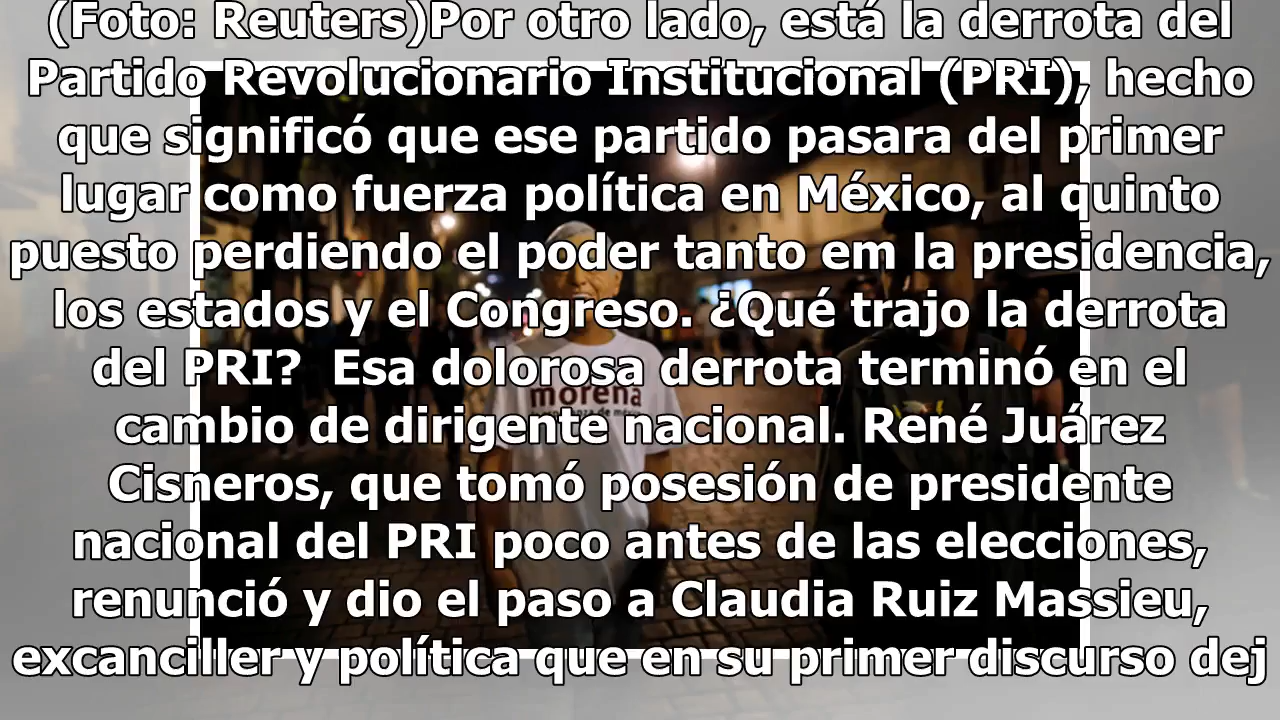 (Foto: Reuters)Por otro lado, está la derrota del
Partido Revolucionario Institucional (PRI), hecho
que significó que ese partido pasara del primer
lugar como fuerza política en México, al quinto
puesto perdiendo el poder tanto em la presidencia,
los estados y el Congreso. ¿Qué trajo la derrota
del PRI?  Esa dolorosa derrota terminó en el
morena
cambio de dirigente nacional. René Juárez
Cisneros, que tomó posesión de presidente
nacional del PRI poco antes de las elecciones,
renunció y dio el paso a Claudia Ruiz Massieu,
excanciller y política que en su primer discurso dej